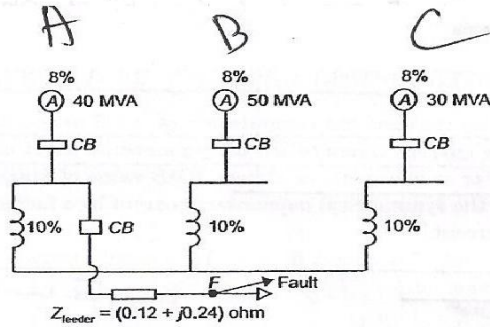 A B C
8% 8% 8%
A 40 MVA A 50 MVA A 30 MVA
CB CB CB
10% CB 10% 10%
F Fault
Zfeeder = (0.12 + j0.24) ohm